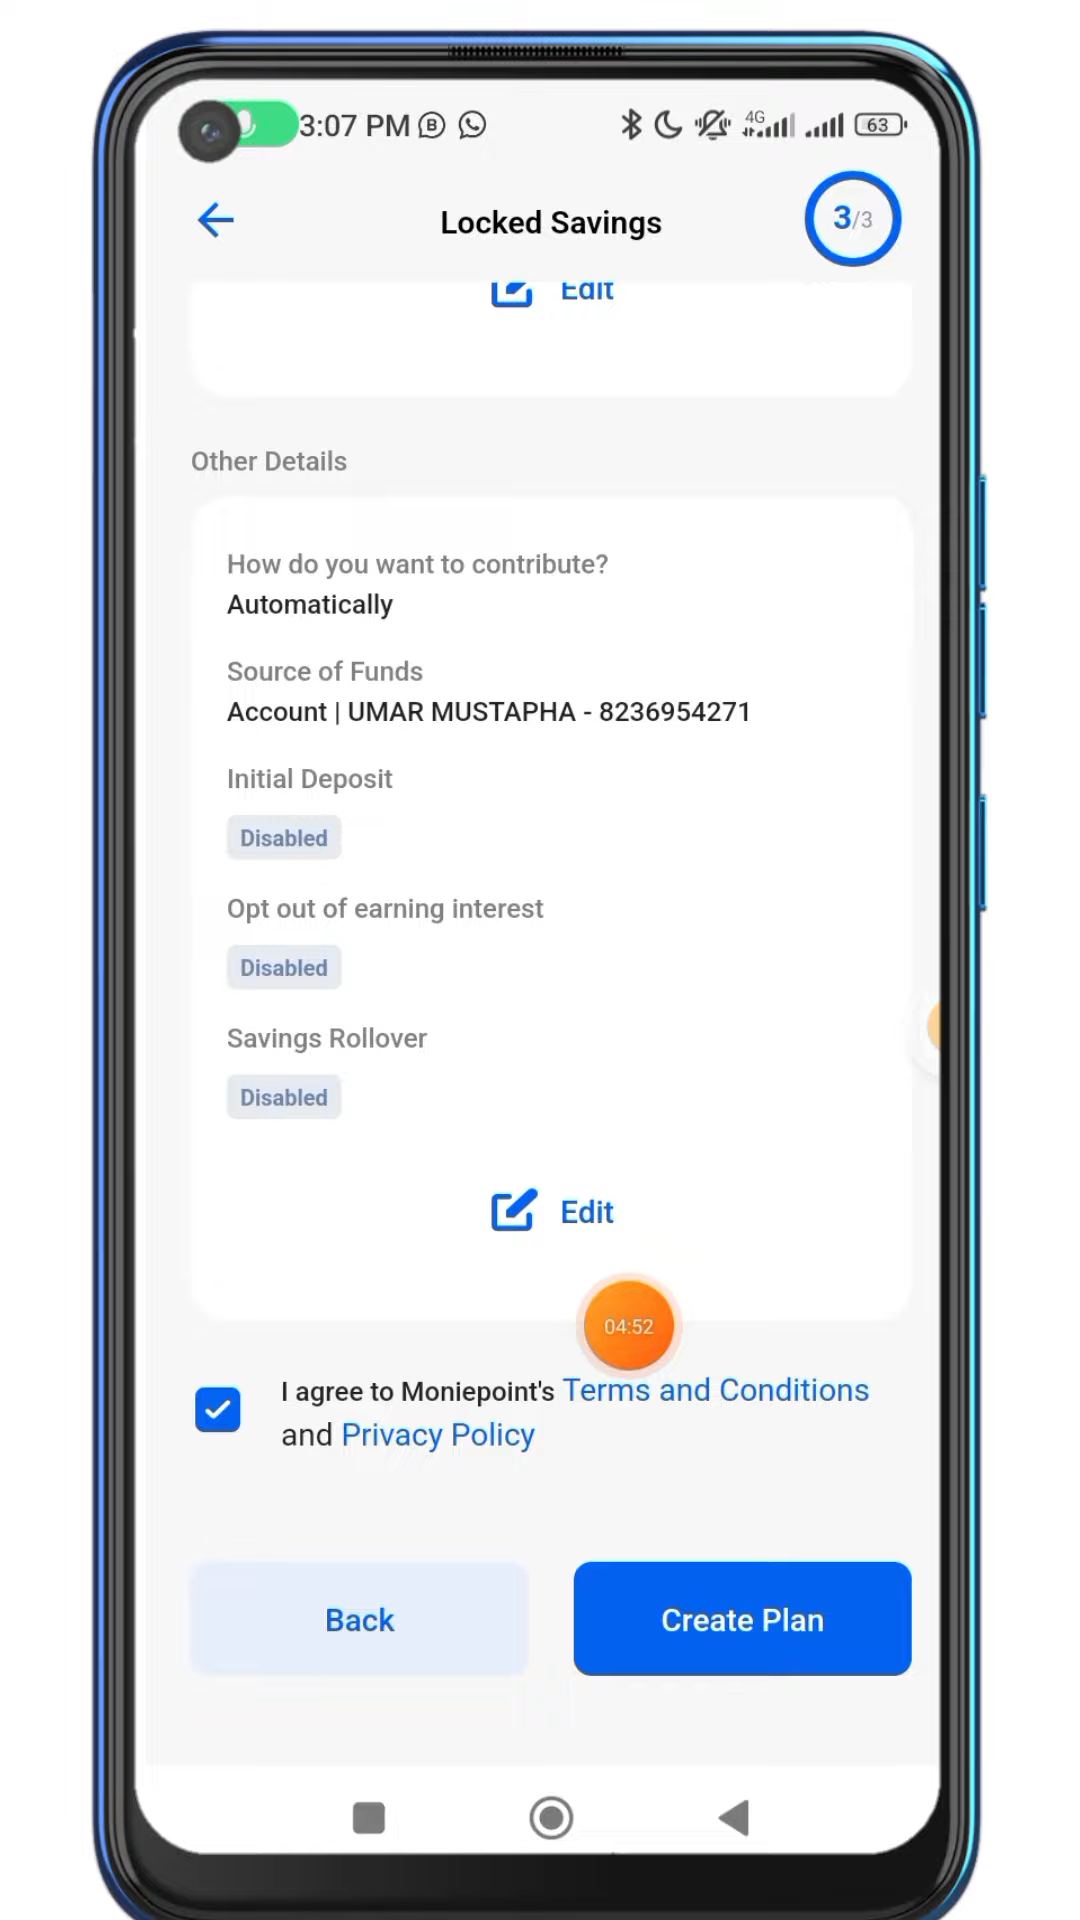 3:07 PM
4G
63
Locked Savings
3/3
Edit
Other Details
How do you want to contribute?
Automatically
Source of Funds
Account | UMAR MUSTAPHA - 8236954271
Initial Deposit
Disabled
Opt out of earning interest
Disabled
Savings Rollover
Disabled
Edit
04:52
I agree to Moniepoint's Terms and Conditions
and Privacy Policy
Back
Create Plan